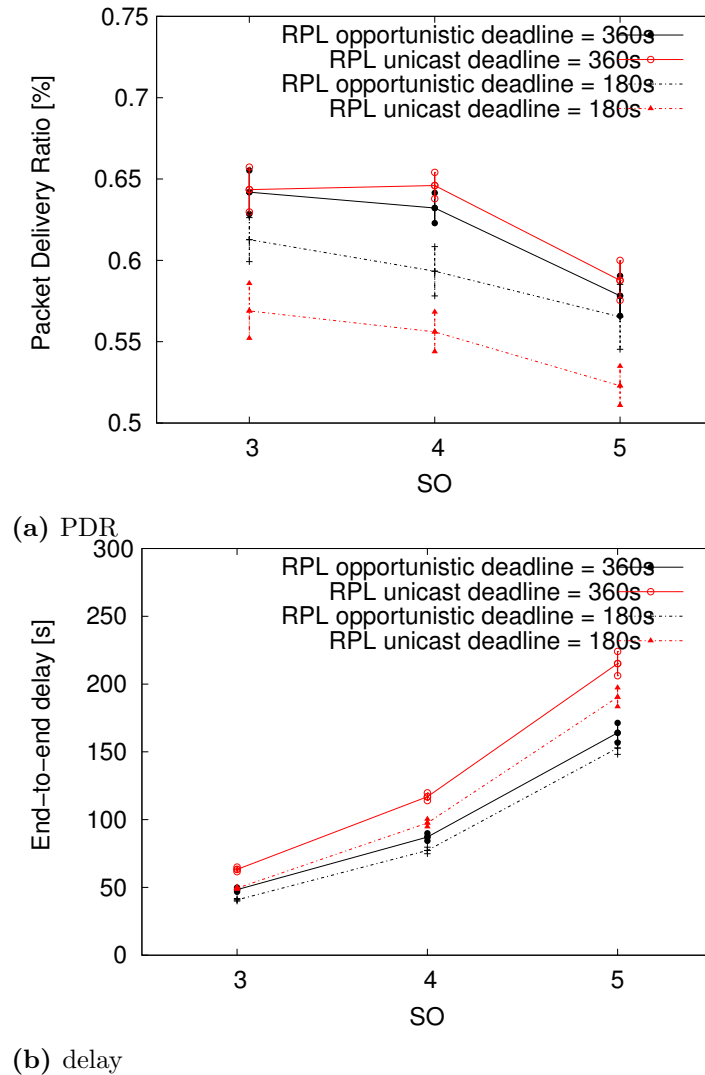 0.75
RPL opportunistic deadline = 360s
RPL unicast deadline = 360s
RPL opportunistic deadline = 180s
RPL unicast deadline = 180s
0.7
0.65
0.6
0.55
0.5
Packet Delivery Ratio [%]
3 4 5
SO
(a) PDR
300
RPL opportunistic deadline = 360s
RPL unicast deadline = 360s
RPL opportunistic deadline = 180s
RPL unicast deadline = 180s
250
200
150
100
50
0
End-to-end delay [s]
3 4 5
SO
(b) delay